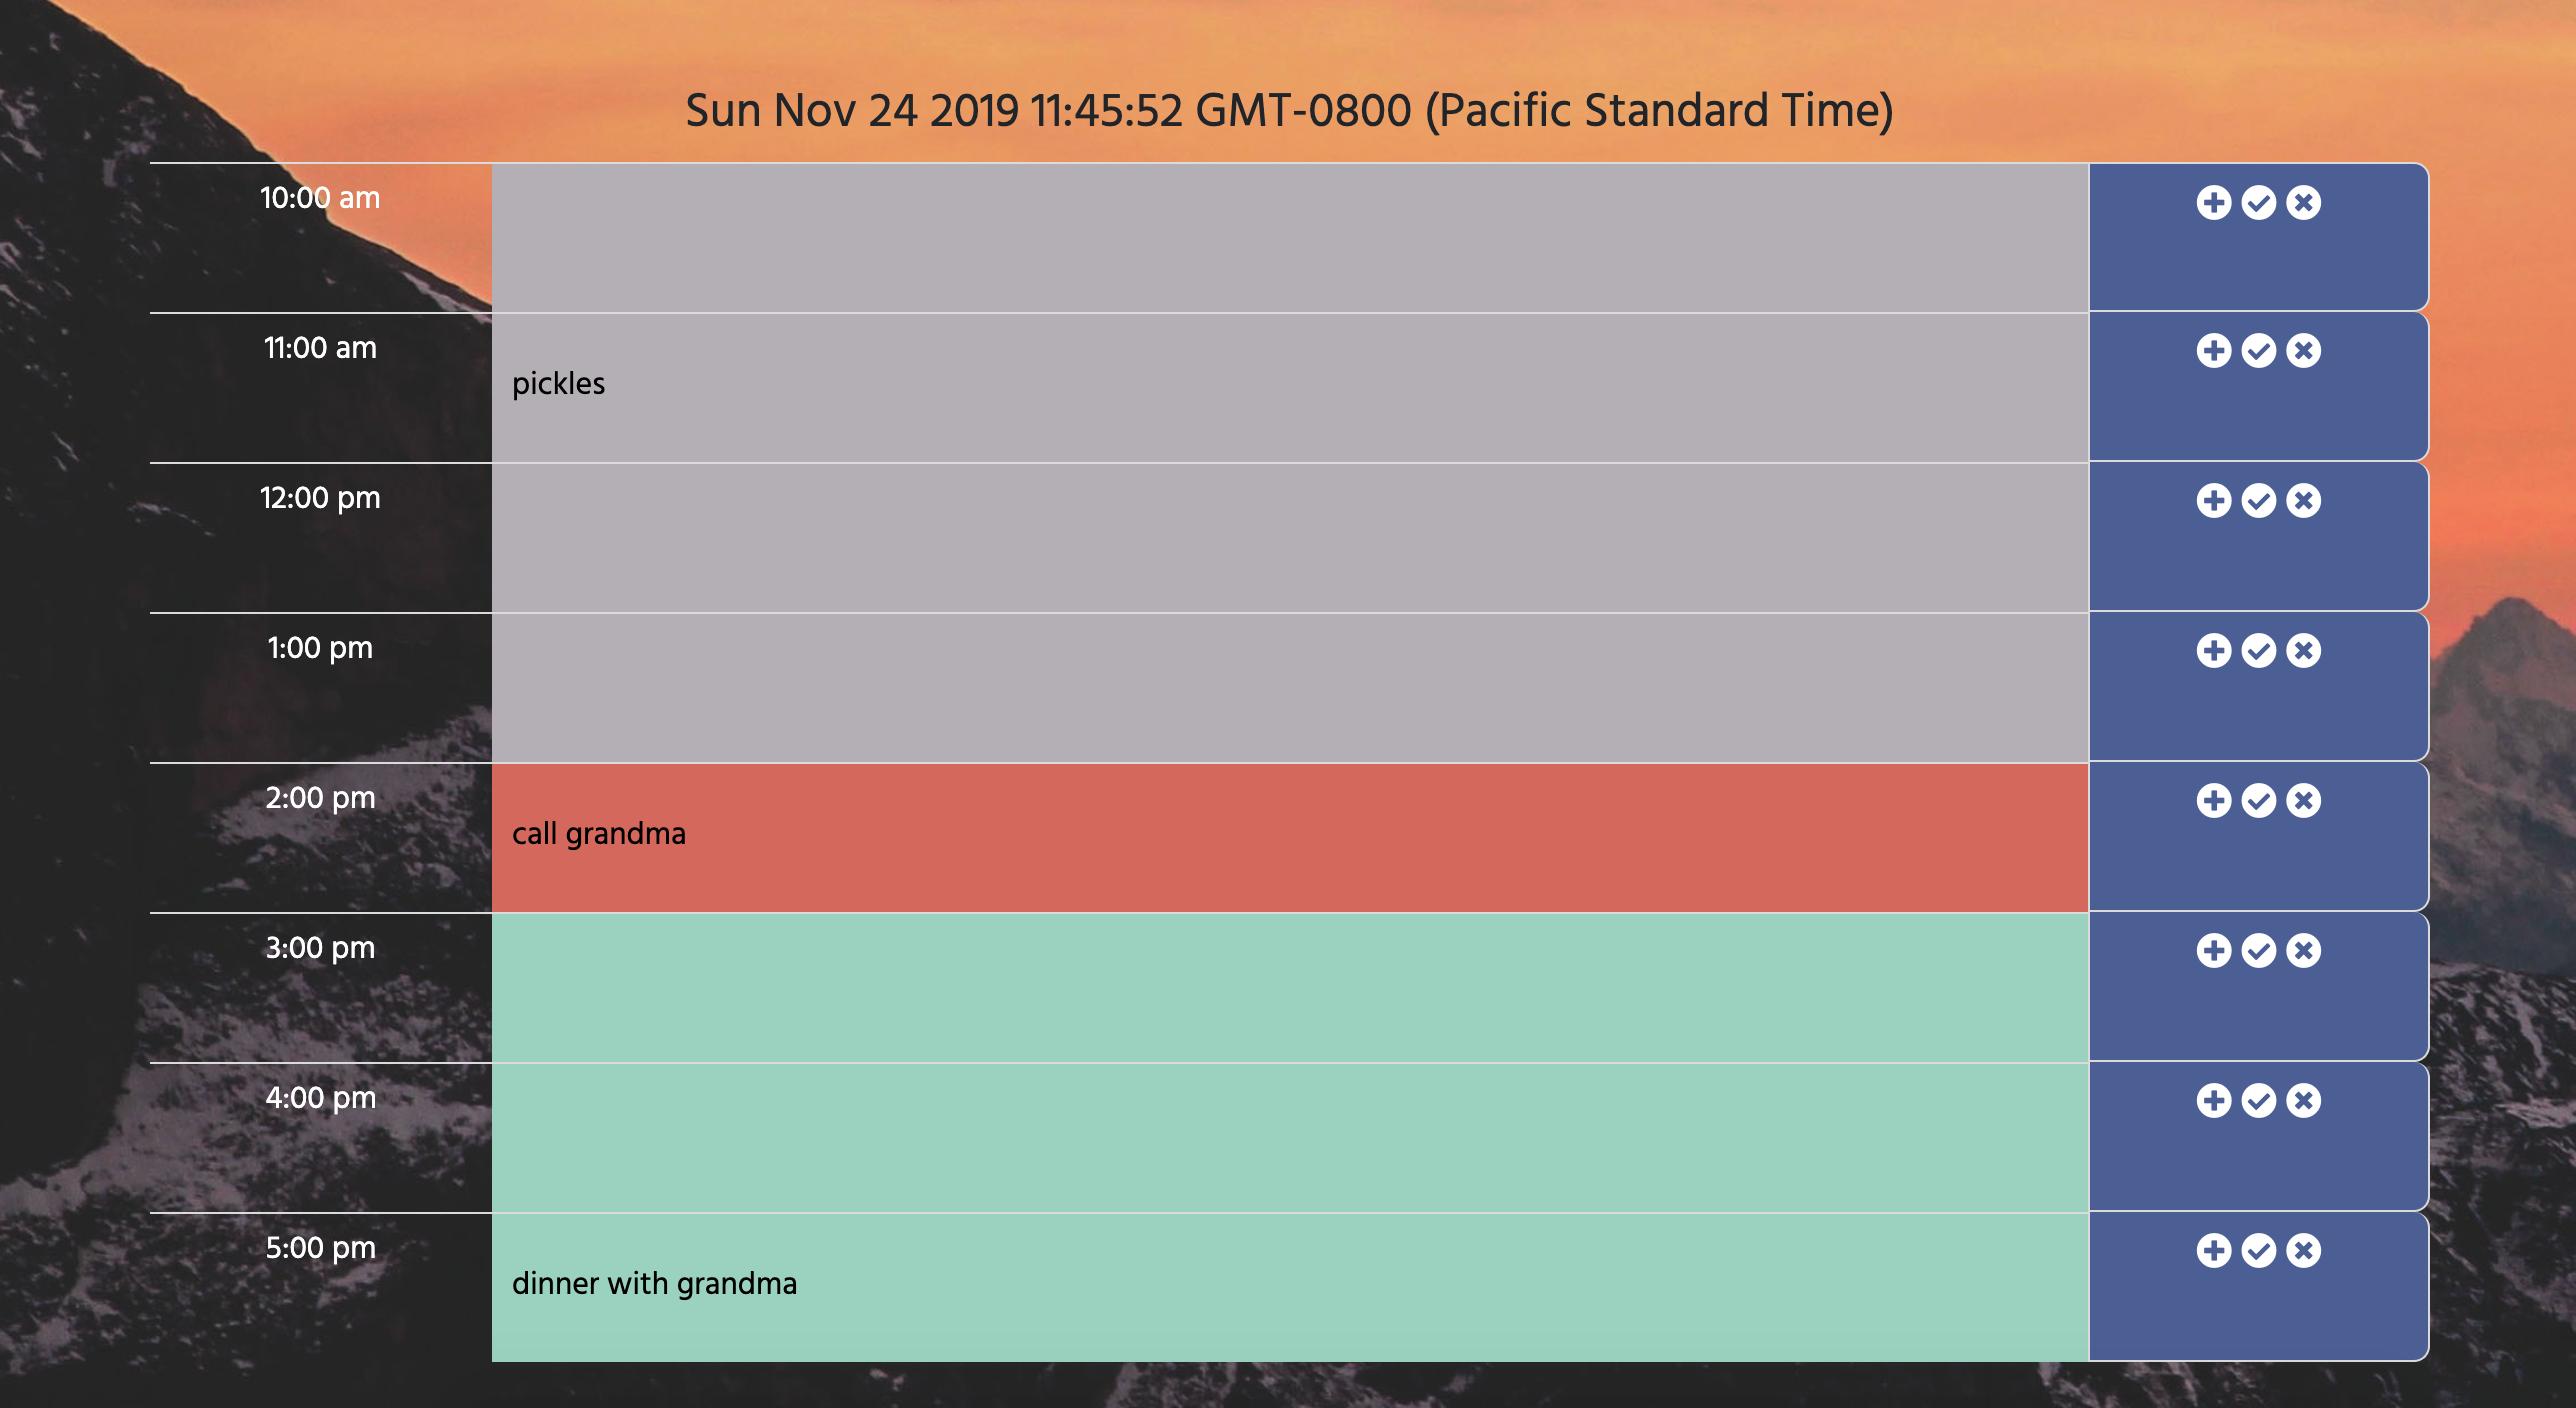 Sun Nov 24 2019 11:45:52 GMT-0800 (Pacific Standard Time)
10:00 am
11:00 am
pickles
12:00 pm
1:00 pm
2:00 pm
call grandma
3:00 pm
4:00 pm
5:00 pm
dinner with grandma